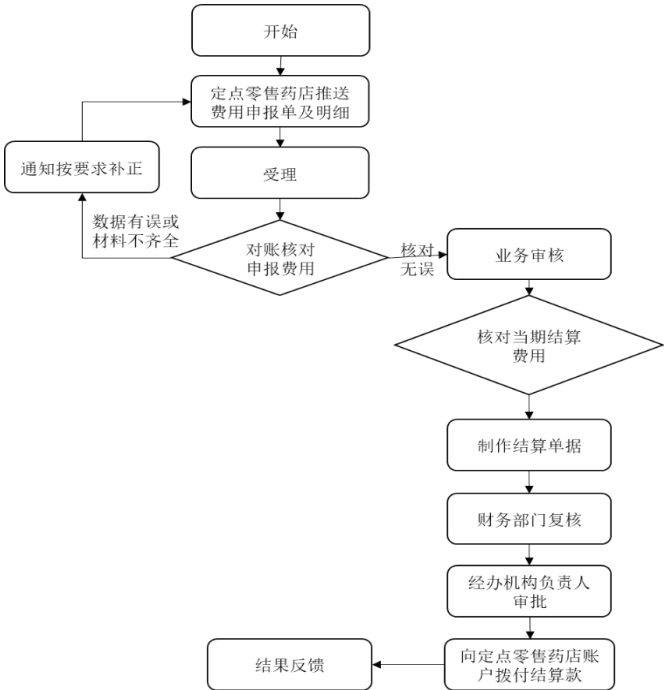 开始
定点零售药店推送
费用申报单及明细
通知按要求补正
受理
数据有误或
材料不齐全
对账核对
申报费用
核对
无误
业务审核
核对当期结算
费用
制作结算单据
财务部门复核
经办机构负责人
审批
向定点零售药店账
户拨付结算款
结果反馈